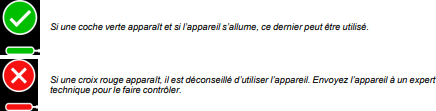 Si une coche verte apparaît et si l'appareil s'allume, ce dernier peut être utilisé.
Si une croix rouge apparaît, il est déconseillé d'utiliser l'appareil. Envoyez l'appareil à un expert
technique pour le faire contrôler.